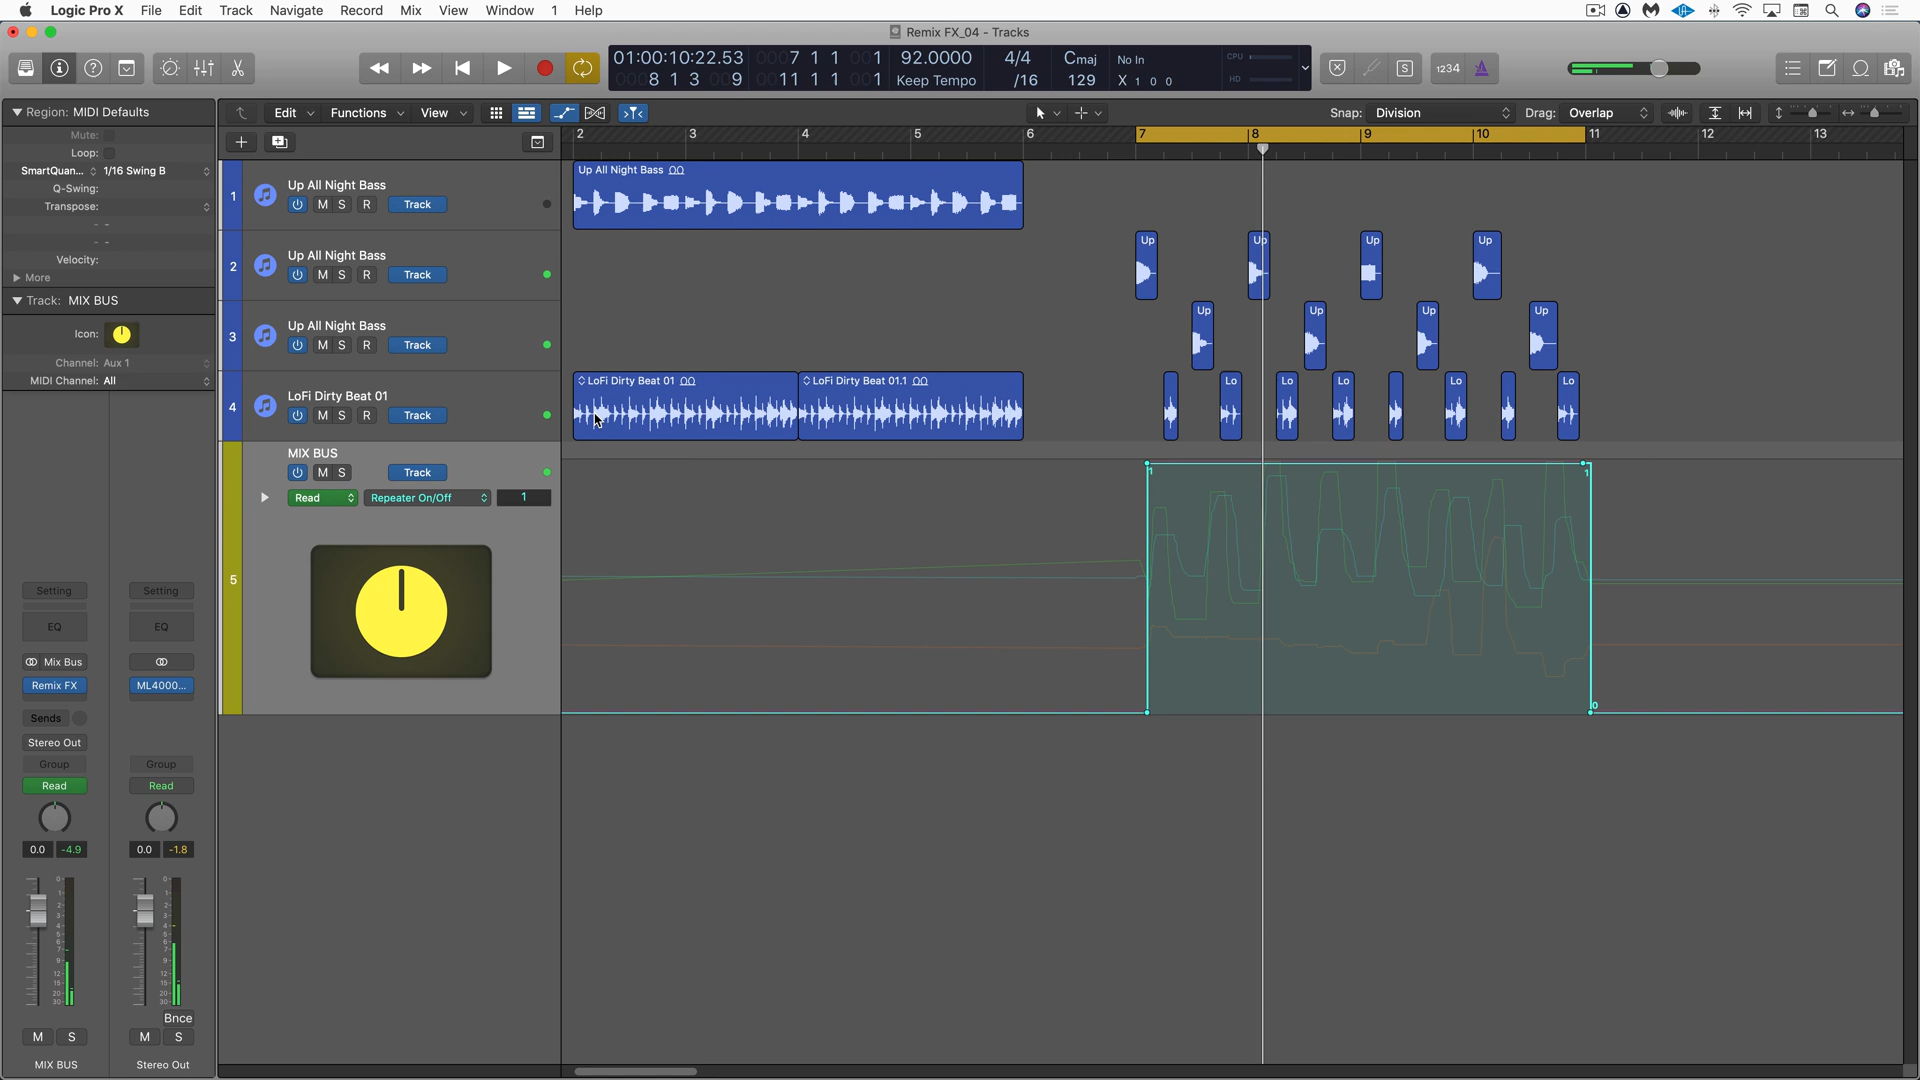 Logic Pro X File Edit Track Navigate Record Mix View Window 1 Help
Remix FX_04 - Tracks
01:00:10:22.53 0007 1 1 001 92.0000 4/4 Cmaj No In CPU
0008 1 3 009 0011 1 1 001 Keep Tempo /16 129 X 1 0 0 HD
1234
Region: MIDI Defaults
Mute:
Loop:
SmartQuan... 1/16 Swing B
Q-Swing:
Transpose:
- -
- -
Velocity:
More
Track: MIX BUS
Icon:
Channel: Aux 1
MIDI Channel: All
Edit Functions View
Snap: Division Drag: Overlap
2 3 4 5 6 7 8 9 10 11 12 13
1 Up All Night Bass
M S R Track
2 Up All Night Bass
M S R Track
3 Up All Night Bass
M S R Track
4 LoFi Dirty Beat 01
M S R Track
5 MIX BUS
M S Track
Read Repeater On/Off 1
Up All Night Bass
Up Up Up Up
Up Up Up Up
LoFi Dirty Beat 01 LoFi Dirty Beat 01.1
Lo Lo Lo Lo Lo
1 1
0
Setting Setting
EQ EQ
Mix Bus
Remix FX ML4000...
Sends
Stereo Out
Group Group
Read Read
0.0 -4.9 0.0 -1.8
Bnce
M S M S
MIX BUS Stereo Out